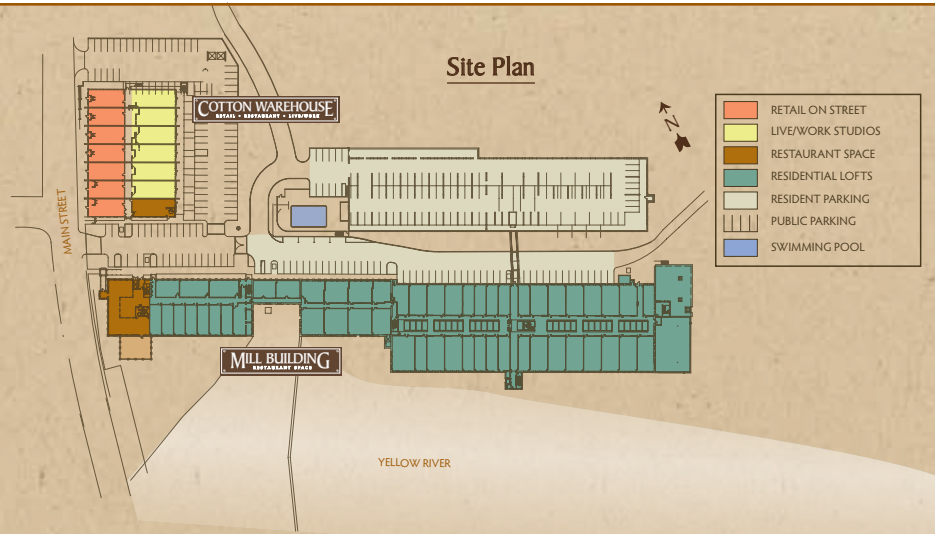 Site Plan
COTTON WAREHOUSE
RETAIL • RESTAURANT • LIVE/WORK
N
RETAIL ON STREET
LIVE/WORK STUDIOS
RESTAURANT SPACE
RESIDENTIAL LOFTS
RESIDENT PARKING
PUBLIC PARKING
SWIMMING POOL
MAIN STREET
MILL BUILDING
RESTAURANT SPACE
YELLOW RIVER